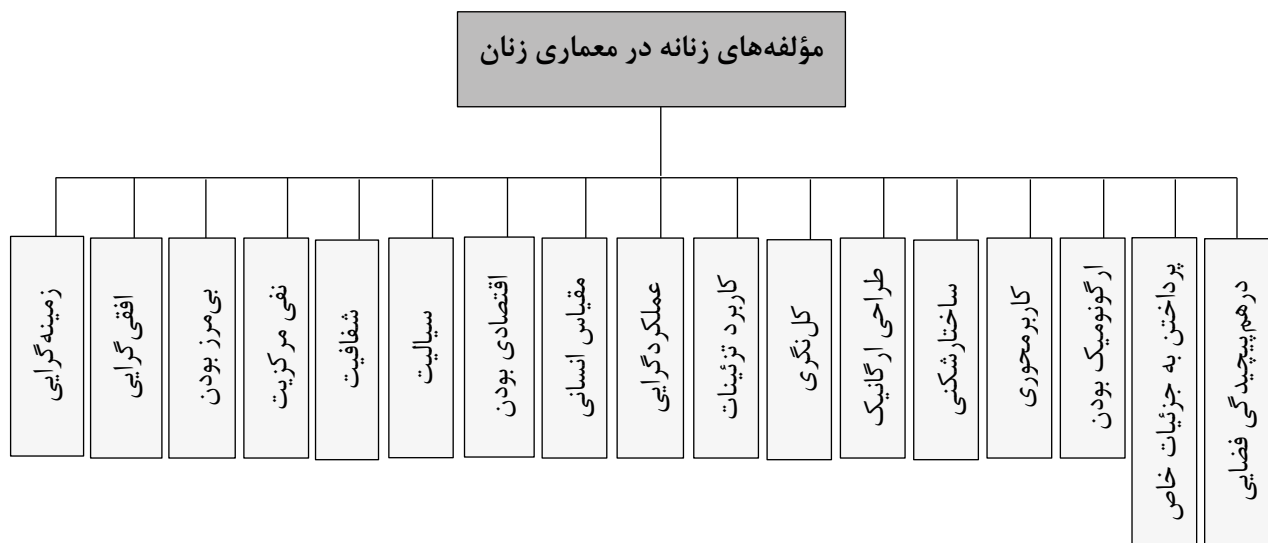 مؤلفه‌های زنانه در معماری زنان
درهم‌پیچیدگی فضایی
پرداختن به جزئیات خاص
ارگونومیک بودن
کاربرمحوری
ساختارشکنی
طراحی ارگانیک
کل‌نگری
کاربرد تزئینات
عملکردگرایی
مقیاس انسانی
اقتصادی بودن
سیالیت
شفافیت
نفی مرکزیت
بی‌مرز بودن
افقی‌گرایی
زمینه‌گرایی